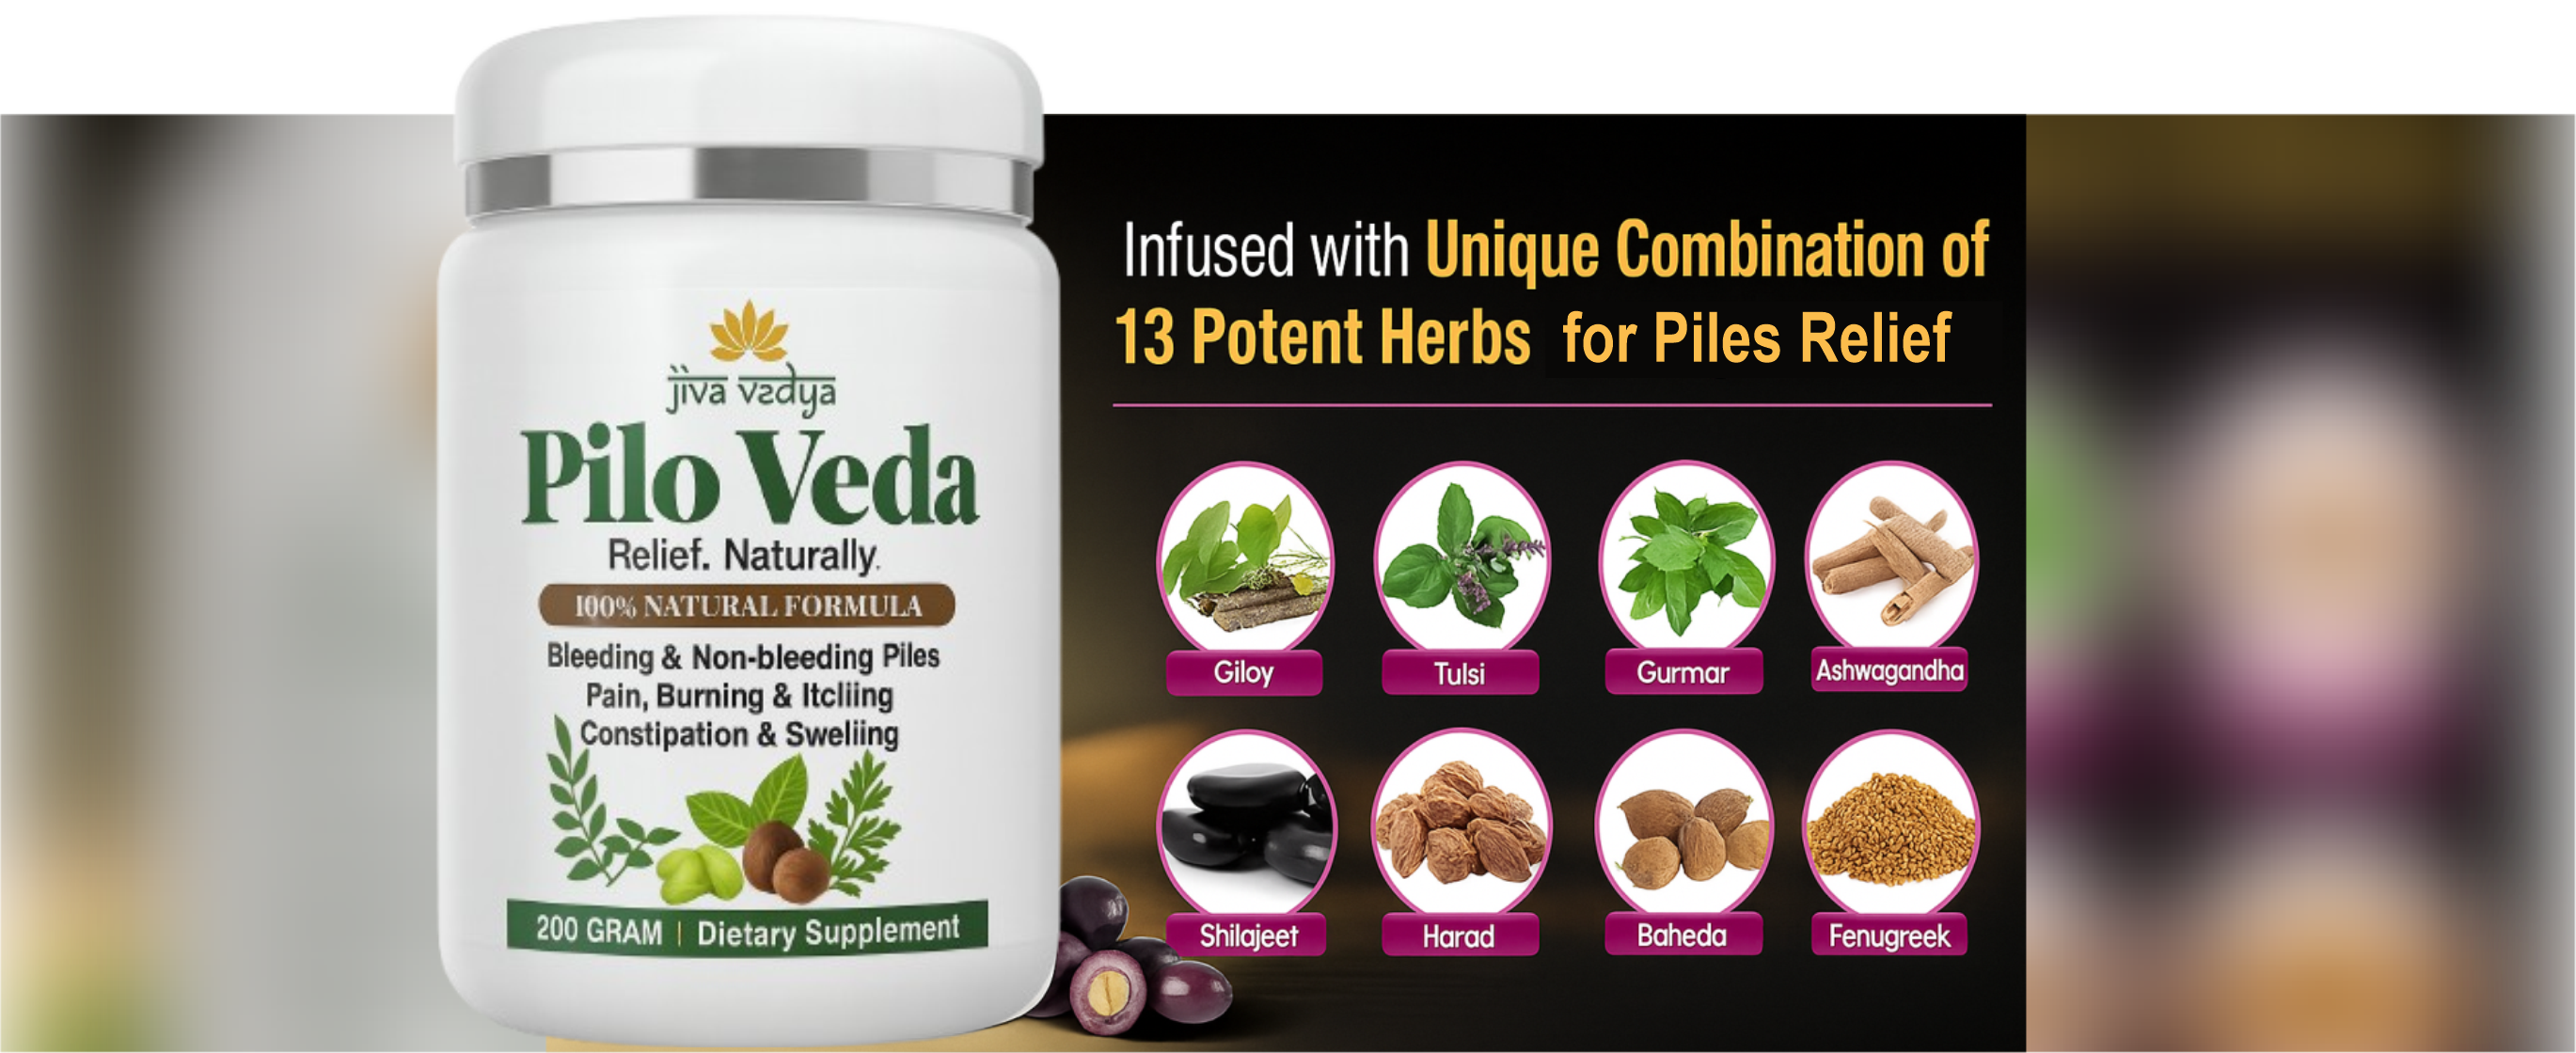 jiva vedya
Pilo Veda
Relief. Naturally.
100% NATURAL FORMULA
Bleeding & Non-bleeding Piles
Pain, Burning & Itcliing
Constipation & Sweliing
200 GRAM | Dietary Supplement
Infused with Unique Combination of
13 Potent Herbs for Piles Relief
Giloy
Tulsi
Gurmar
Ashwagandha
Shilajeet
Harad
Baheda
Fenugreek